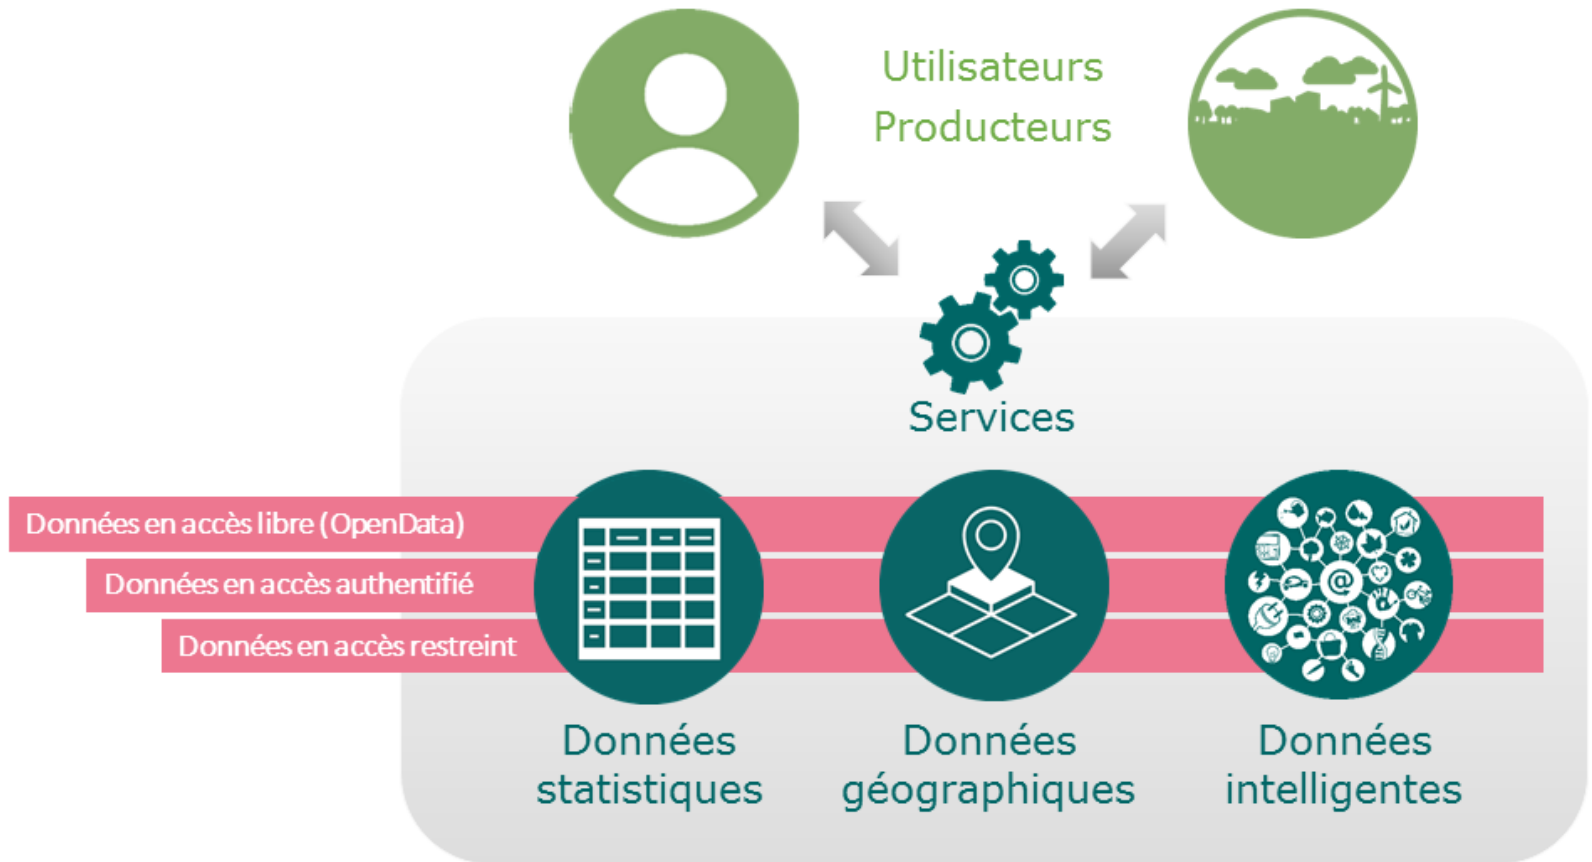 Utilisateurs
Producteurs
Services
Données en accès libre (OpenData)
Données en accès authentifié
Données en accès restreint
@
Données
statistiques
Données
géographiques
Données
intelligentes